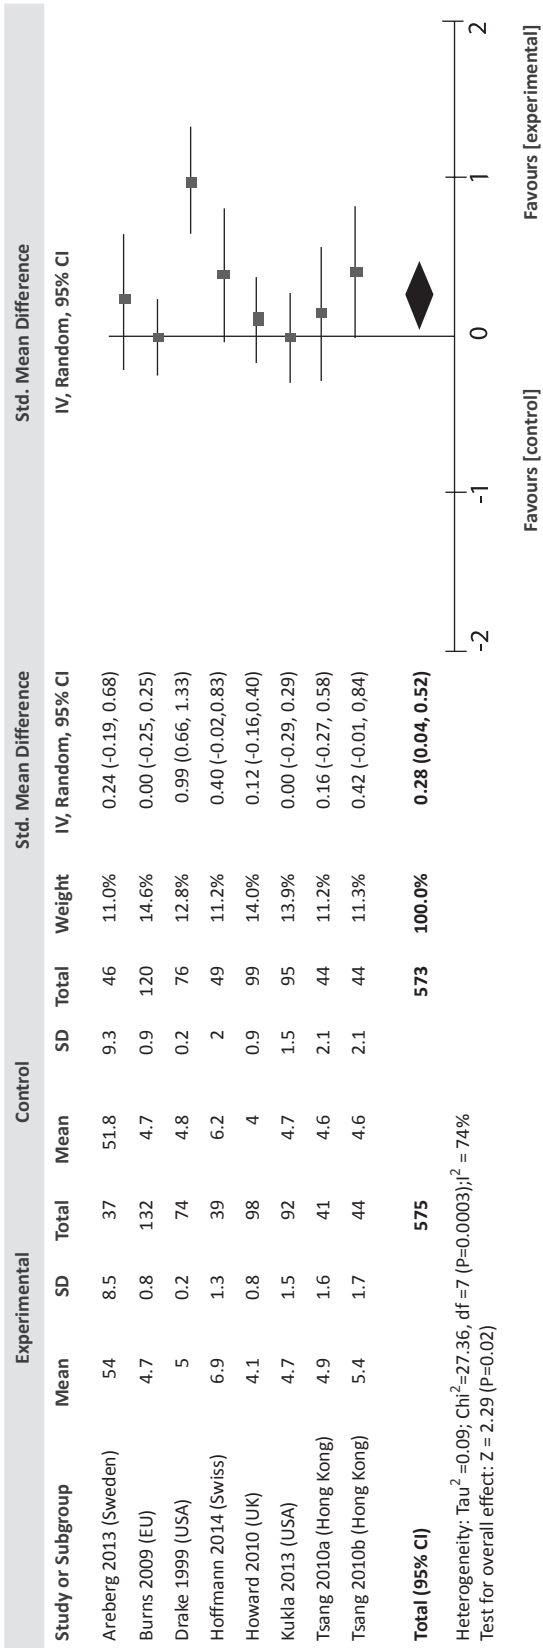 Experimental Control Std. Mean Difference Std. Mean Difference
Study or Subgroup Mean SD Total Mean SD Total Weight IV, Random, 95% CI IV, Random, 95% CI
Areberg 2013 (Sweden) 54 8.5 37 51.8 9.3 46 11.0% 0.24 (-0.19, 0.68)
Burns 2009 (EU) 4.7 0.8 132 4.7 0.9 120 14.6% 0.00 (-0.25, 0.25)
Drake 1999 (USA) 5 0.2 74 4.8 0.2 76 12.8% 0.99 (0.66, 1.33)
Hoffmann 2014 (Swiss) 6.9 1.3 39 6.2 2 49 11.2% 0.40 (-0.02,0.83)
Howard 2010 (UK) 4.1 0.8 98 4 0.9 99 14.0% 0.12 (-0.16,0.40)
Kukla 2013 (USA) 4.7 1.5 92 4.7 1.5 95 13.9% 0.00 (-0.29, 0.29)
Tsang 2010a (Hong Kong) 4.9 1.6 41 4.6 2.1 44 11.2% 0.16 (-0.27, 0.58)
Tsang 2010b (Hong Kong) 5.4 1.7 44 4.6 2.1 44 11.3% 0.42 (-0.01, 0,84)
Total (95% CI) 575 573 100.0% 0.28 (0.04, 0.52)
Heterogeneity: Tau² =0.09; Chi²=27.36, df =7 (P=0.0003);I² = 74%
Test for overall effect: Z = 2.29 (P=0.02)
-2 -1 0 1 2
Favours [control] Favours [experimental]